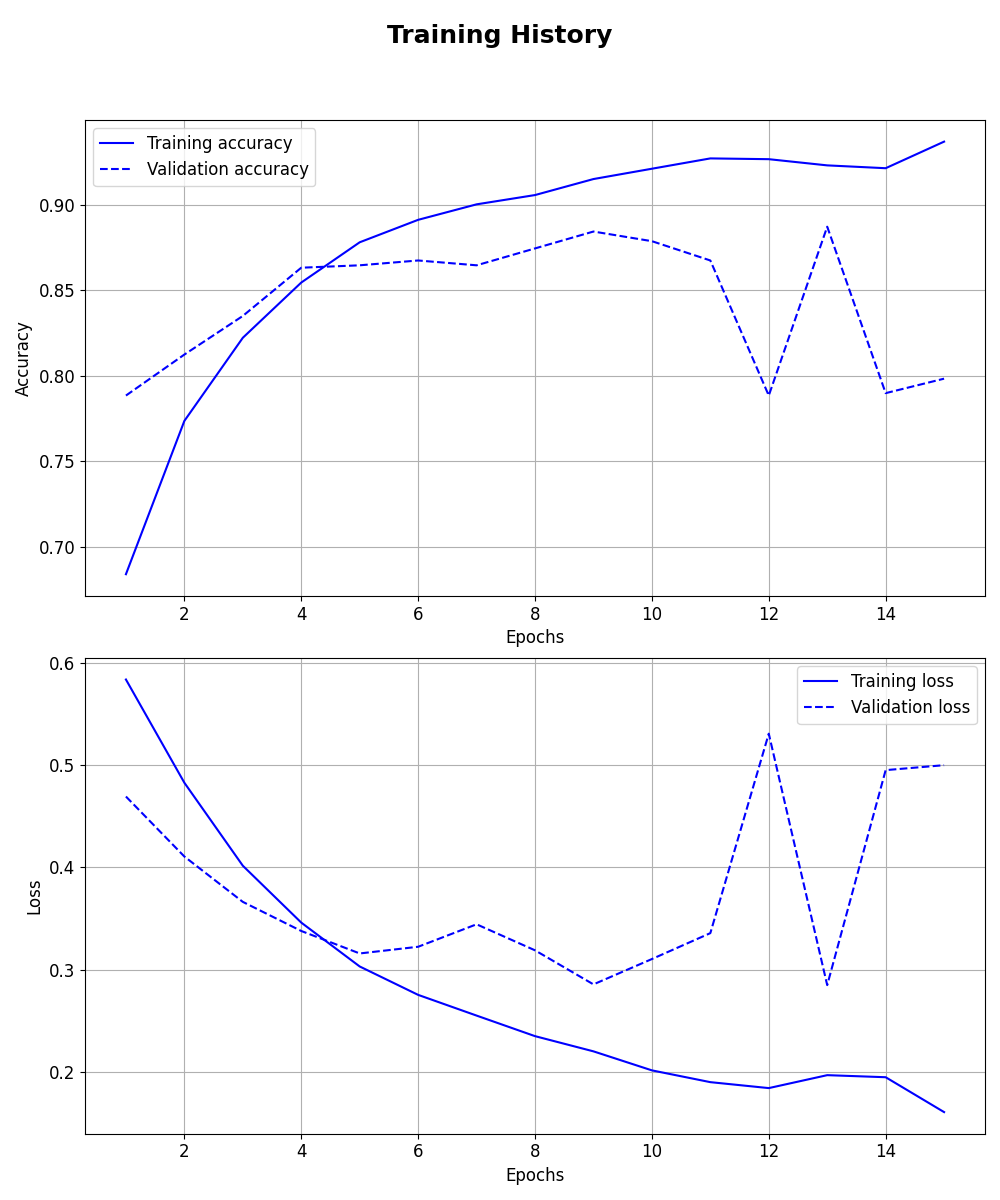 Training History
Training accuracy
Validation accuracy
0.90
0.85
0.80
0.75
0.70
Accuracy
2 4 6 8 10 12 14
Epochs
Training loss
Validation loss
0.6
0.5
0.4
0.3
0.2
Loss
2 4 6 8 10 12 14
Epochs